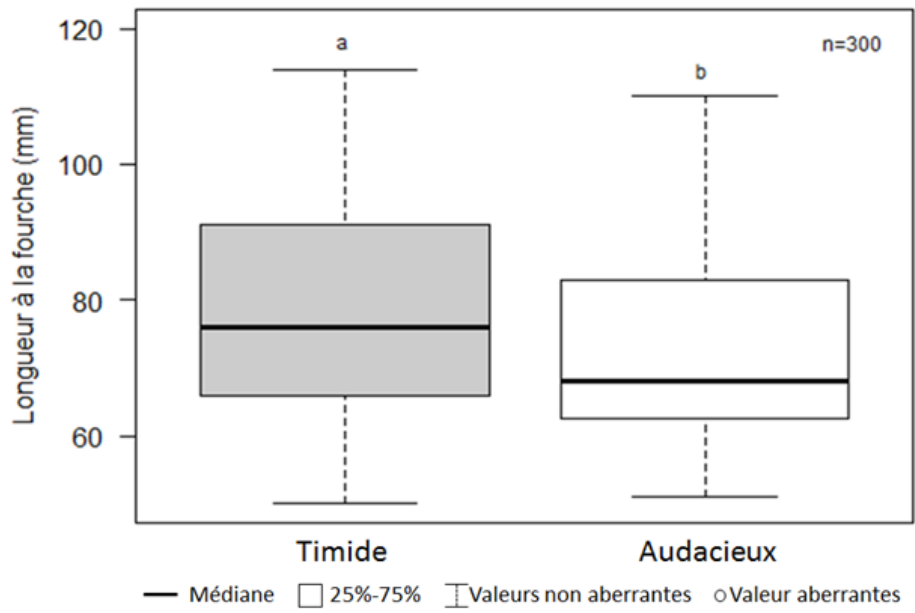 120
100
80
60
Longueur à la fourche (mm)
a
b
n=300
Timide
Audacieux
Médiane
25%-75%
Valeurs non aberrantes
Valeur aberrantes